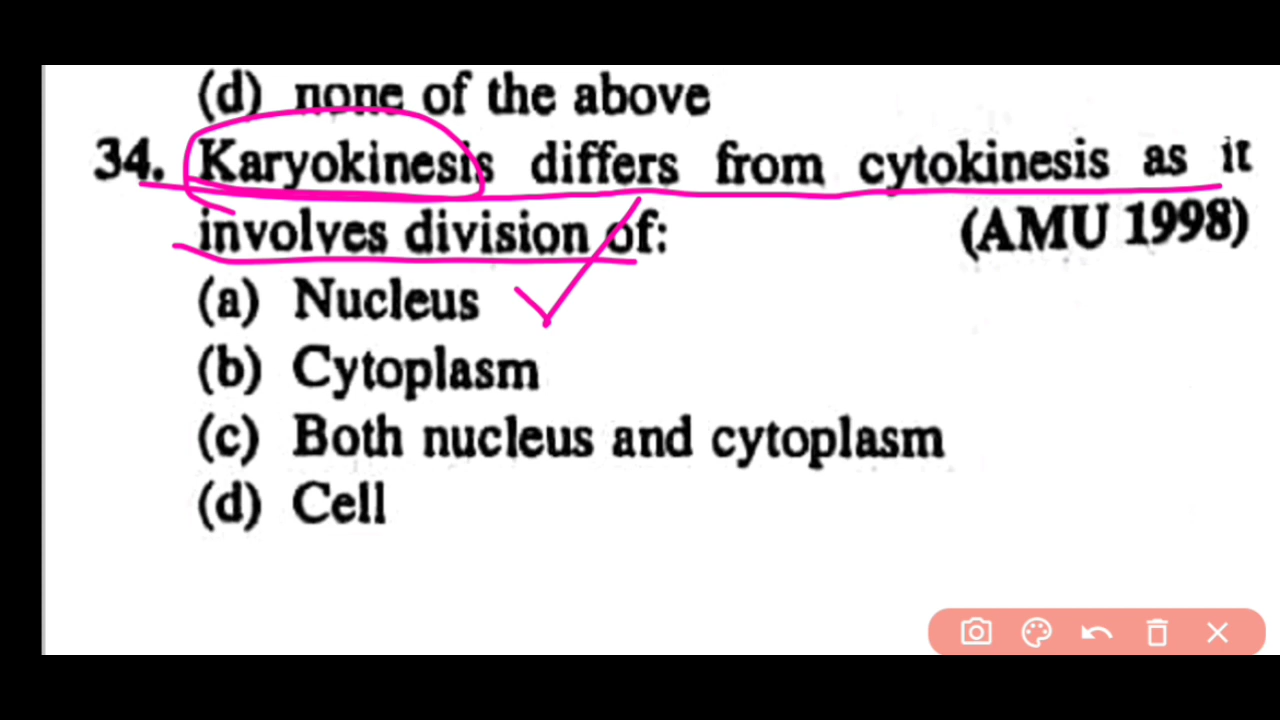 (d) none of the above
34. Karyokinesis differs from cytokinesis as it
involves division of: (AMU 1998)
(a) Nucleus
(b) Cytoplasm
(c) Both nucleus and cytoplasm
(d) Cell